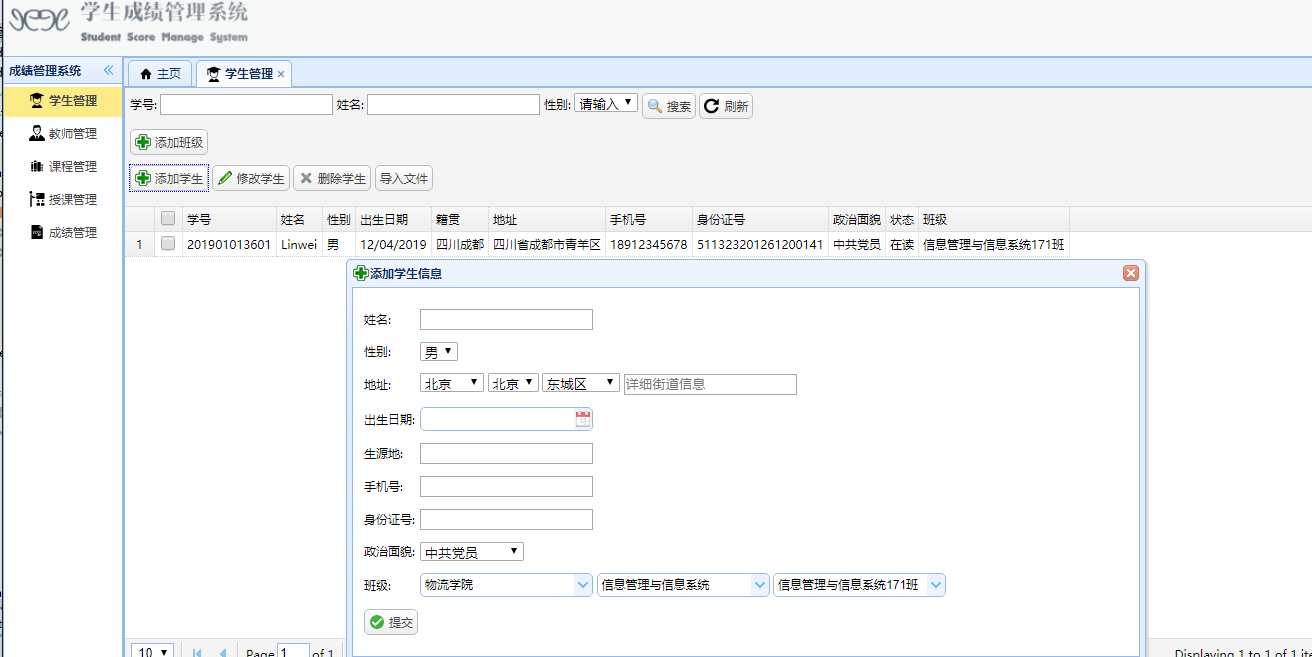 学生成绩管理系统
Student Score Manage System
成绩管理系统
主页 学生管理
学生管理
教师管理
课程管理
授课管理
成绩管理
学号: 姓名: 性别: 请输入 搜索 刷新
添加班级
添加学生 修改学生 删除学生 导入文件
学号 姓名 性别 出生日期 籍贯 地址 手机号 身份证号 政治面貌 状态 班级
1 201901013601 Linwei 男 12/04/2019 四川成都 四川省成都市青羊区 18912345678 511323201261200141 中共党员 在读 信息管理与信息系统171班
添加学生信息
姓名:
性别: 男
地址: 北京 北京 东城区 详细街道信息
出生日期:
生源地:
手机号:
身份证号:
政治面貌: 中共党员
班级: 物流学院 信息管理与信息系统 信息管理与信息系统171班
提交
10 Page 1 of 1 Displaying 1 to 1 of 1 ite